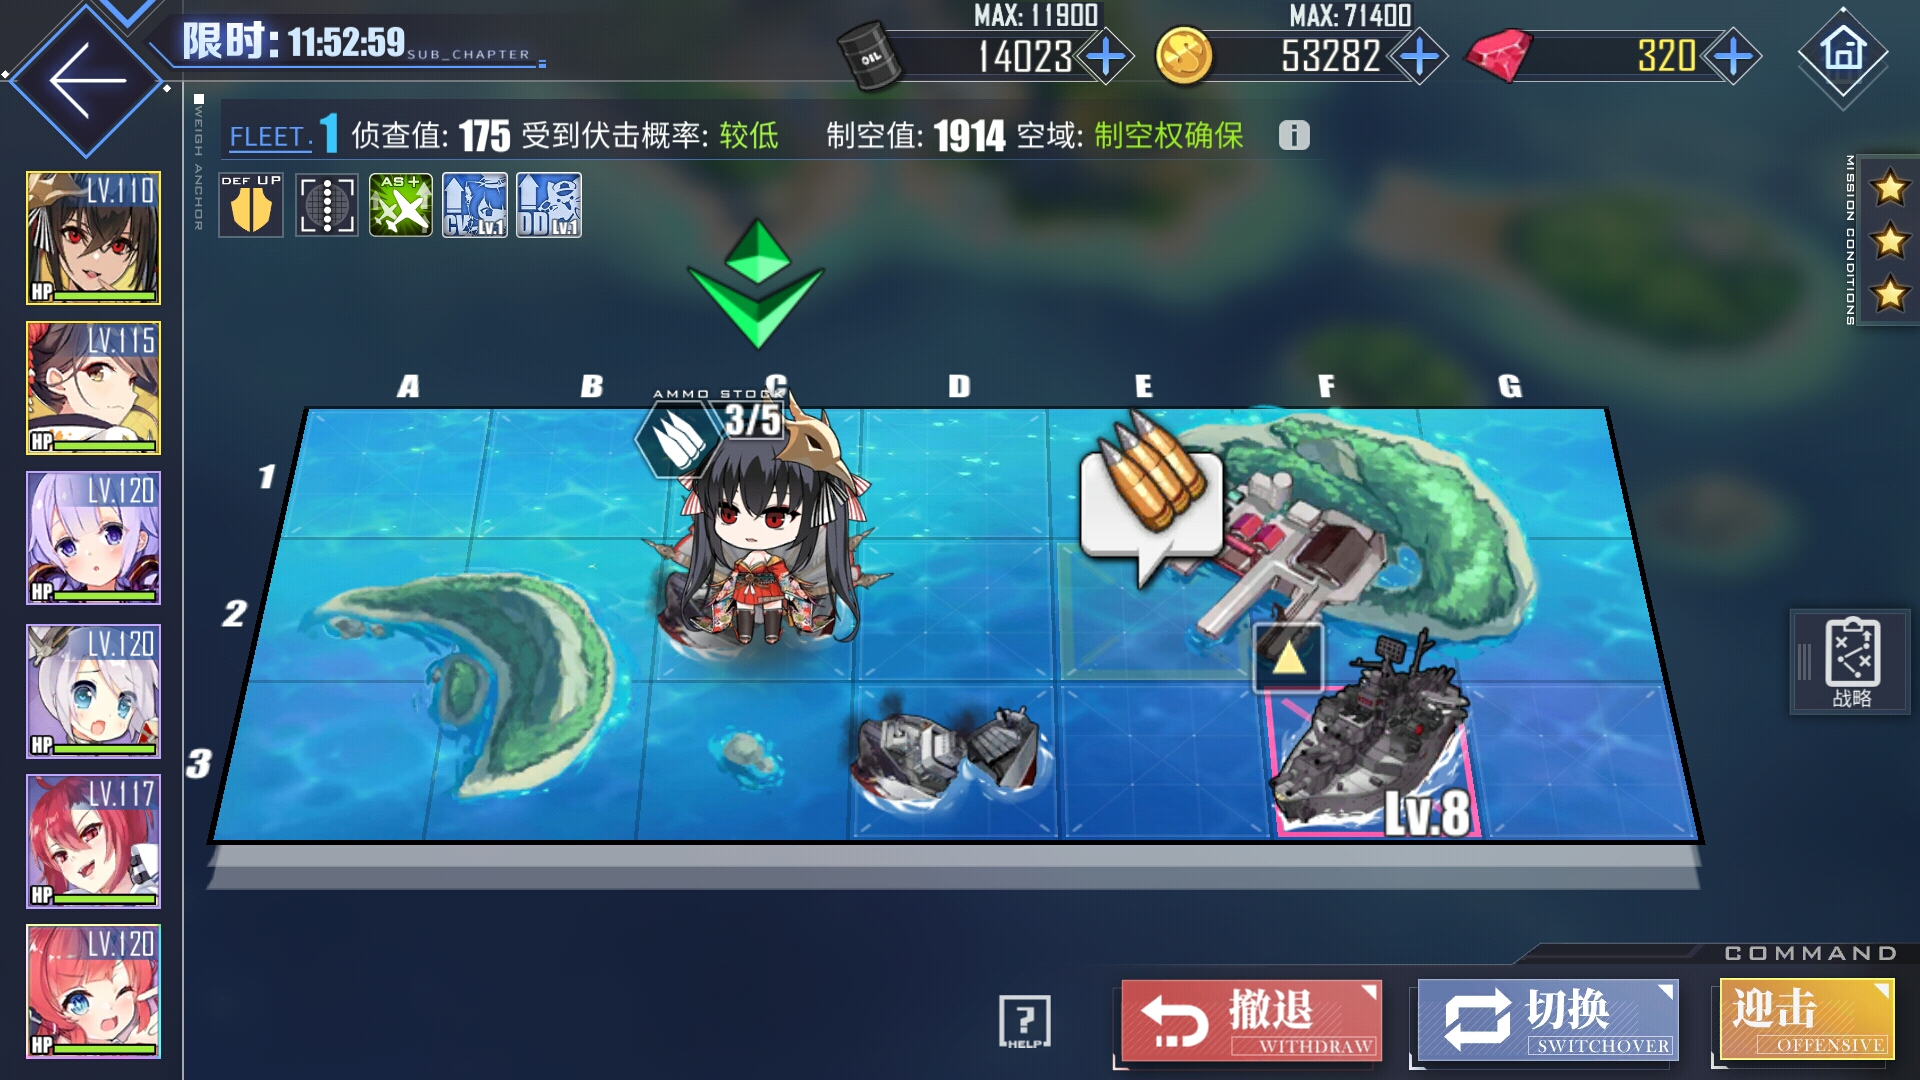 限时: 11:52:59 SUB_CHAPTER
OIL
MAX: 11900
14023
MAX: 71400
53282
320
WEIGH ANCHOR
FLEET. 1 侦查值: 175 受到伏击概率: 较低 制空值: 1914 空域: 制空权确保 i
DEF UP
AS+
CV Lv.1
DD Lv.1
MISSION CONDITIONS
LV.110
HP
LV.115
HP
LV.120
HP
LV.120
HP
LV.117
HP
LV.120
HP
A B C D E F G
AMMO STOCK
3/5
1
2
3
Lv.8
战略
COMMAND
?
HELP
撤退
WITHDRAW
切换
SWITCHOVER
迎击
OFFENSIVE